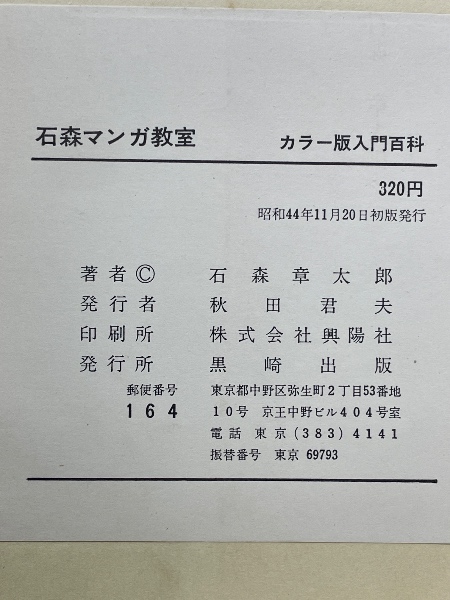 石森マンガ教室 カラー版入門百科
320円
昭和44年11月20日初版発行
著者© 石森章太郎
発行者 秋田君夫
印刷所 株式会社興陽社
発行所 黒崎出版
郵便番号 東京都中野区弥生町2丁目53番地
164 10号 京王中野ビル404号室
電話 東京(383)4141
振替番号 東京 69793